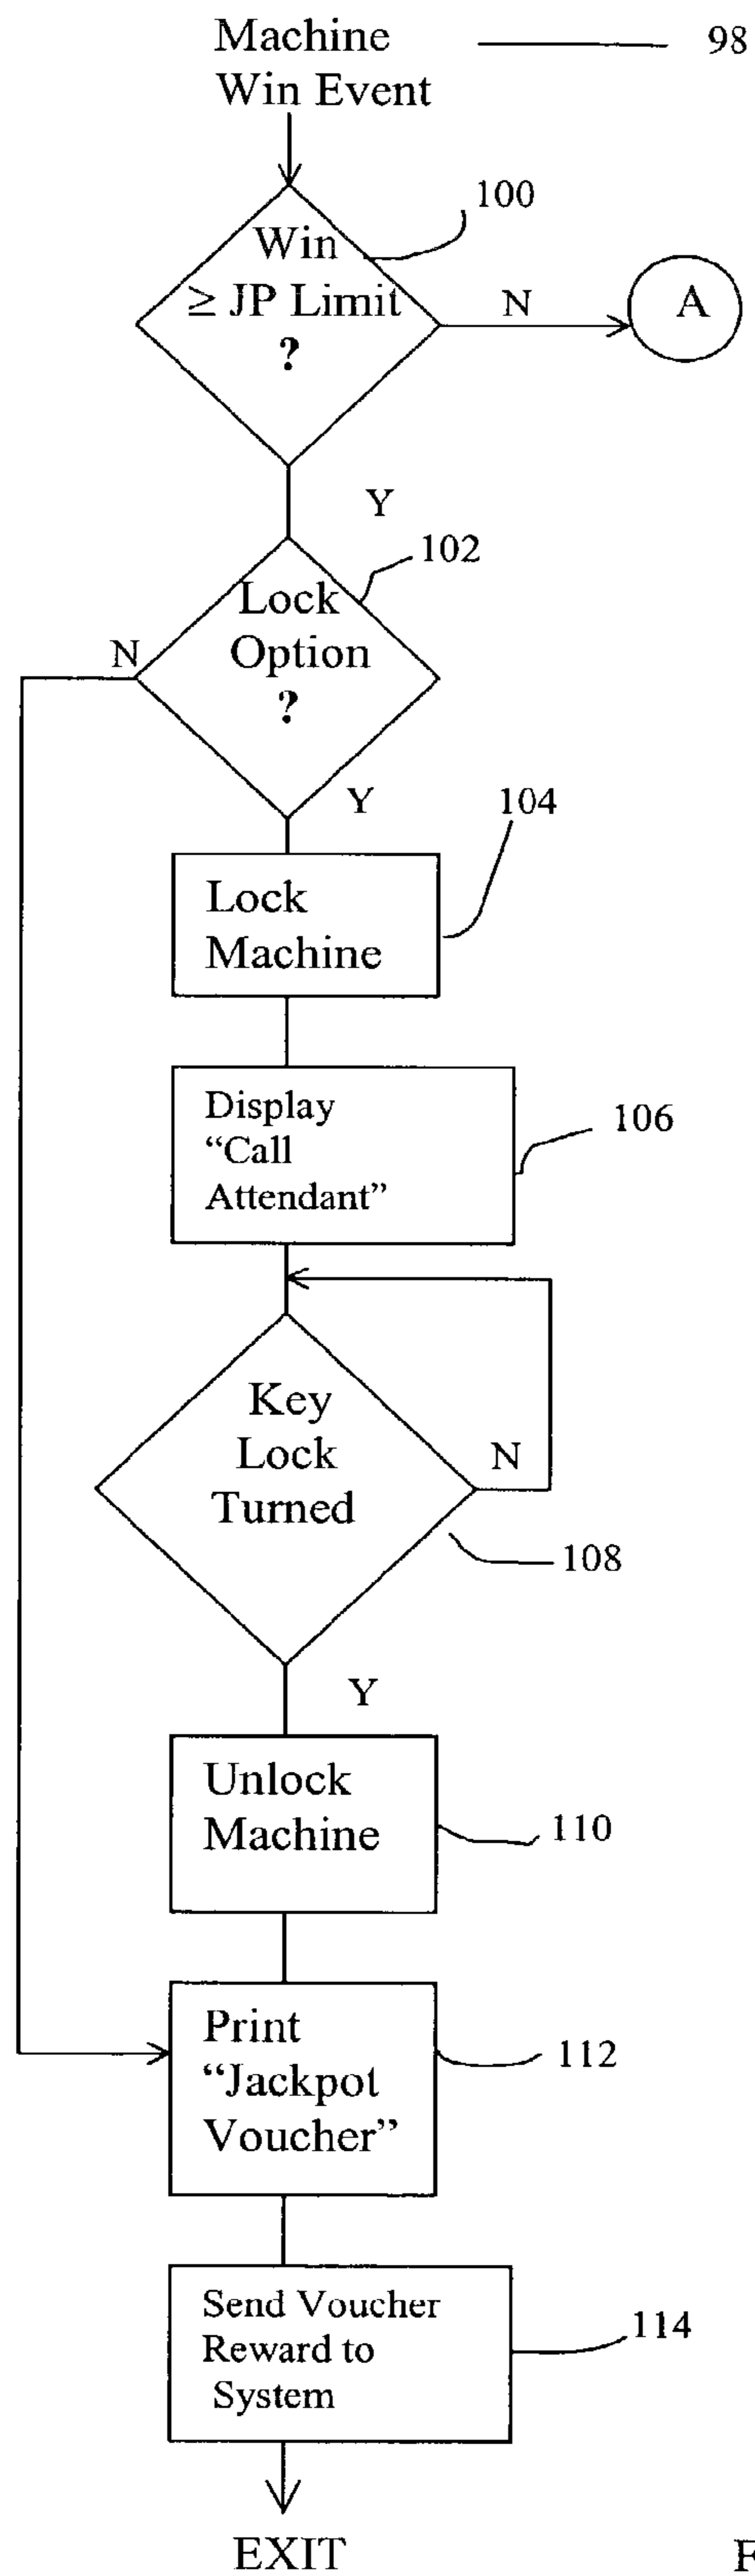 Machine
98
Win Event
100
Win
≥ JP Limit
?
N
A
Y
102
Lock
Option
?
N
Y
104
Lock
Machine
Display
“Call
Attendant”
106
Key
Lock
Turned
N
108
Y
Unlock
Machine
110
Print
“Jackpot
Voucher”
112
Send Voucher
Reward to
System
114
EXIT